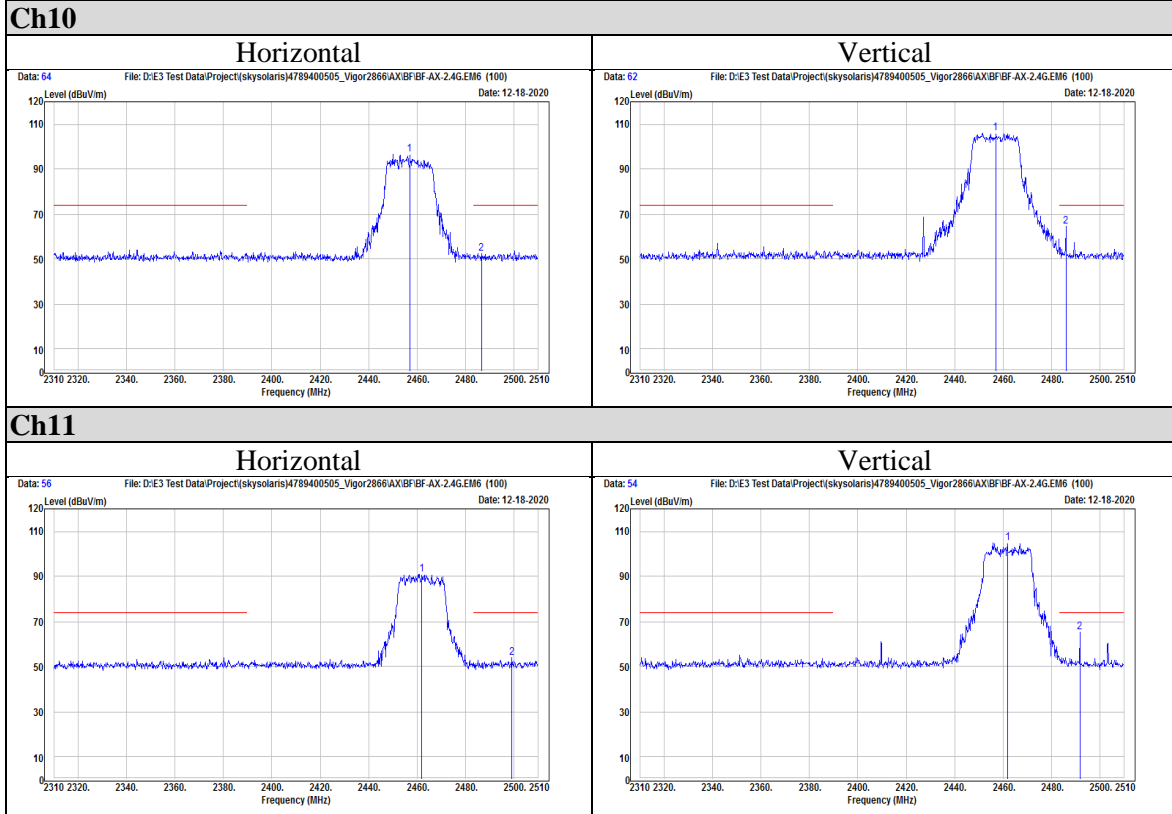 Ch10
Horizontal Vertical
Data: 64 File: D:\E3 Test Data\Project\(skysolaris)4789400505_Vigor2866\AX\BF\BF-AX-2.4G.EM6 (100)
Date: 12-18-2020
Level (dBuV/m)
120
110
90
70
50
30
10
0
1
2
2310 2320. 2340. 2360. 2380. 2400. 2420. 2440. 2460. 2480. 2500. 2510
Frequency (MHz)
Data: 62 File: D:\E3 Test Data\Project\(skysolaris)4789400505_Vigor2866\AX\BF\BF-AX-2.4G.EM6 (100)
Date: 12-18-2020
Level (dBuV/m)
120
110
90
70
50
30
10
0
1
2
2310 2320. 2340. 2360. 2380. 2400. 2420. 2440. 2460. 2480. 2500. 2510
Frequency (MHz)
Ch11
Horizontal Vertical
Data: 56 File: D:\E3 Test Data\Project\(skysolaris)4789400505_Vigor2866\AX\BF\BF-AX-2.4G.EM6 (100)
Date: 12-18-2020
Level (dBuV/m)
120
110
90
70
50
30
10
0
1
2
2310 2320. 2340. 2360. 2380. 2400. 2420. 2440. 2460. 2480. 2500. 2510
Frequency (MHz)
Data: 54 File: D:\E3 Test Data\Project\(skysolaris)4789400505_Vigor2866\AX\BF\BF-AX-2.4G.EM6 (100)
Date: 12-18-2020
Level (dBuV/m)
120
110
90
70
50
30
10
0
1
2
2310 2320. 2340. 2360. 2380. 2400. 2420. 2440. 2460. 2480. 2500. 2510
Frequency (MHz)